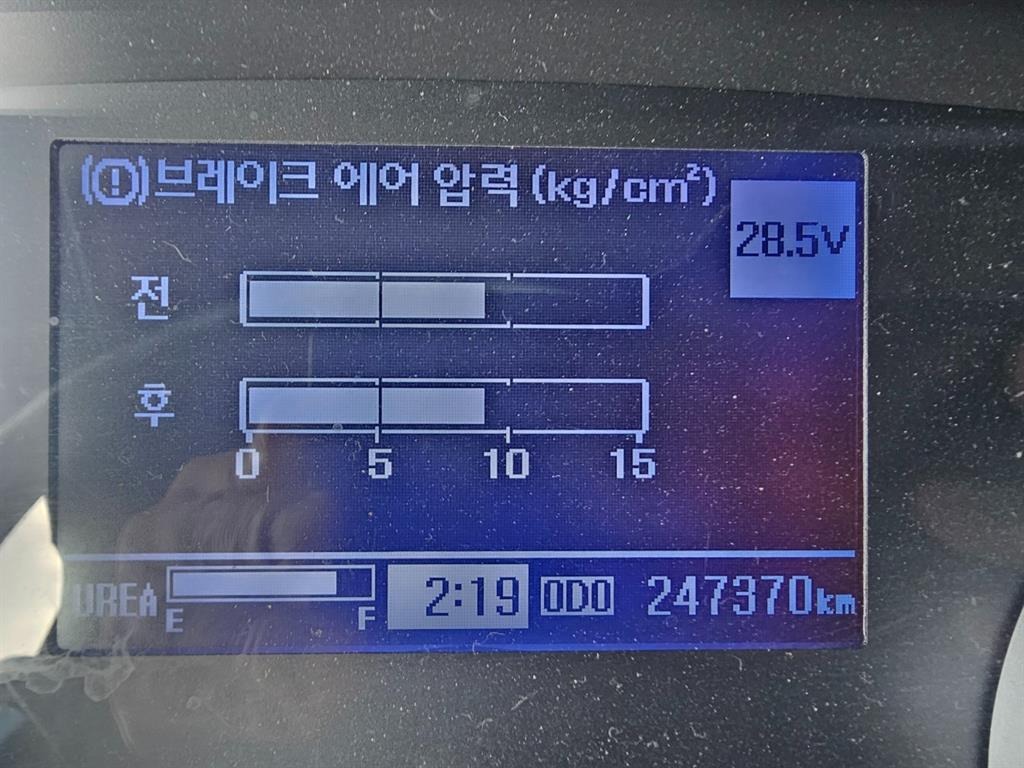 (!) 브레이크 에어 압력 (kg/cm²)
28.5V
전
후
0 5 10 15
UREA E F 2:19 ODO 247370km